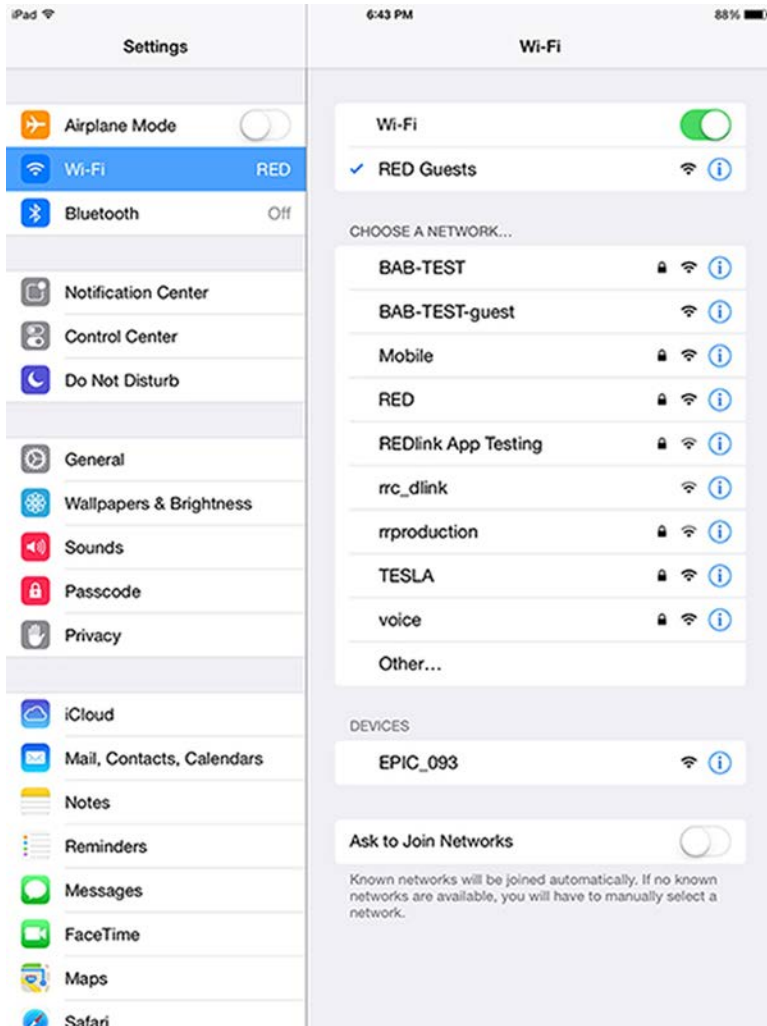 iPad
6:43 PM
88%
Settings
Airplane Mode
Wi-Fi RED
Bluetooth Off
Notification Center
Control Center
Do Not Disturb
General
Wallpapers & Brightness
Sounds
Passcode
Privacy
iCloud
Mail, Contacts, Calendars
Notes
Reminders
Messages
FaceTime
Maps
Safari
Wi-Fi
Wi-Fi
RED Guests
CHOOSE A NETWORK...
BAB-TEST
BAB-TEST-guest
Mobile
RED
REDlink App Testing
rrc_dlink
rrproduction
TESLA
voice
Other...
DEVICES
EPIC_093
Ask to Join Networks
Known networks will be joined automatically. If no known
networks are available, you will have to manually select a
network.